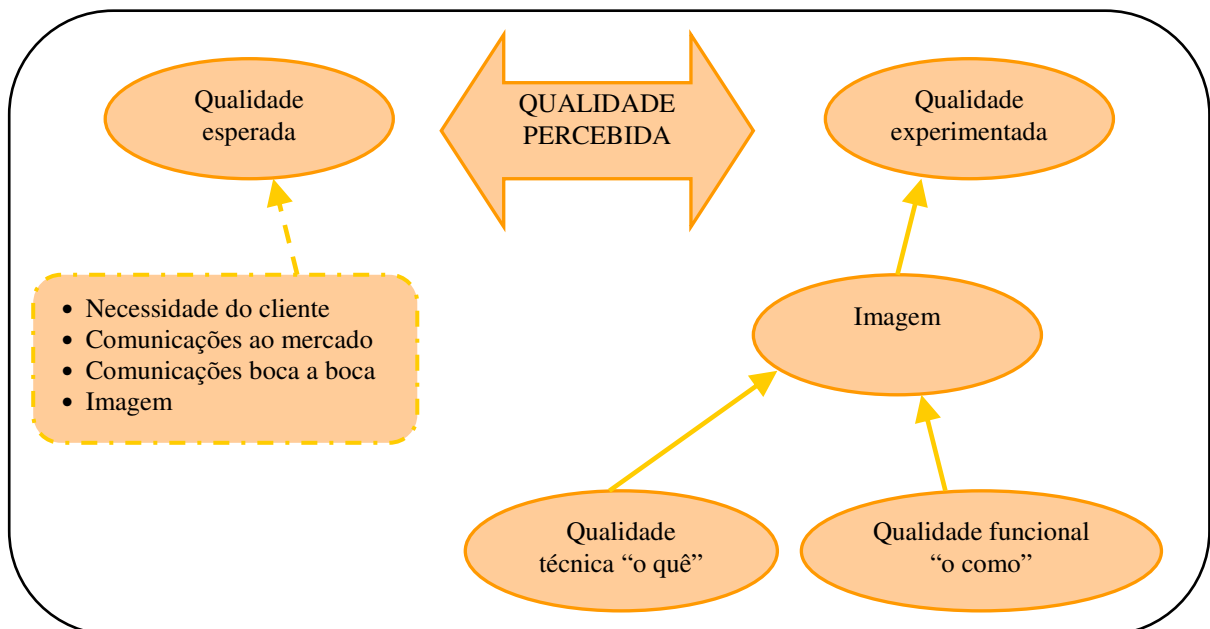 Qualidade
esperada
QUALIDADE
PERCEBIDA
Qualidade
experimentada
• Necessidade do cliente
• Comunicações ao mercado
• Comunicações boca a boca
• Imagem
Imagem
Qualidade
técnica “o quê”
Qualidade funcional
“o como”